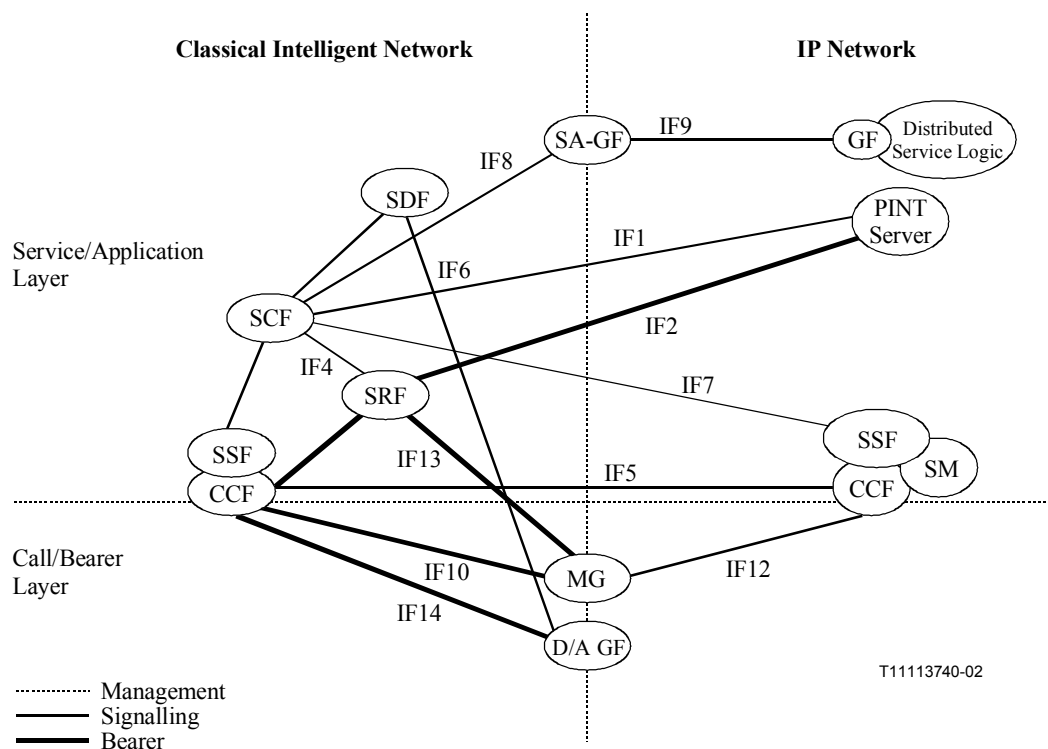 Classical Intelligent Network
IP Network
SA-GF
IF9
GF
Distributed
Service Logic
IF8
SDF
PINT
Server
Service/Application
Layer
IF1
IF6
SCF
IF2
IF4
IF7
SRF
SSF
SSF
IF13
SM
IF5
CCF
CCF
Call/Bearer
Layer
IF10
MG
IF12
IF14
D/A GF
T11113740-02
Management
Signalling
Bearer